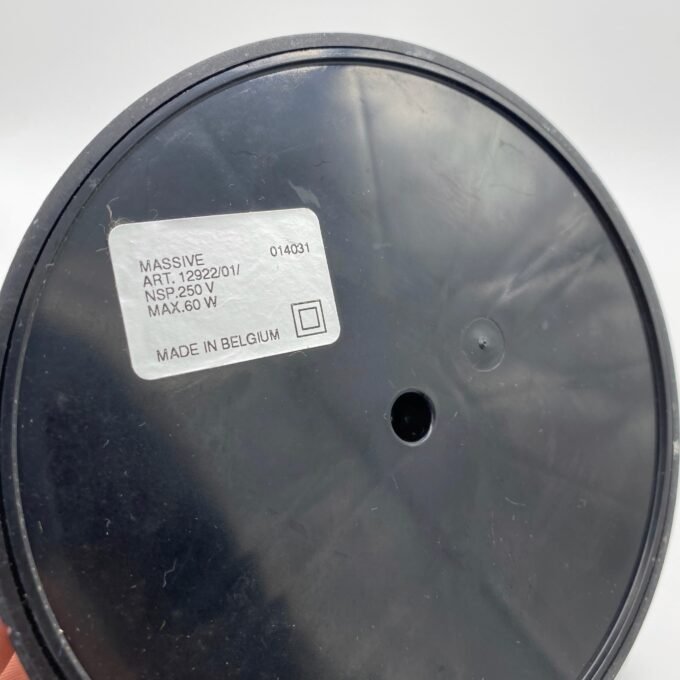 MASSIVE 014031
ART. 12922/01/
NSP.250 V
MAX.60 W
MADE IN BELGIUM